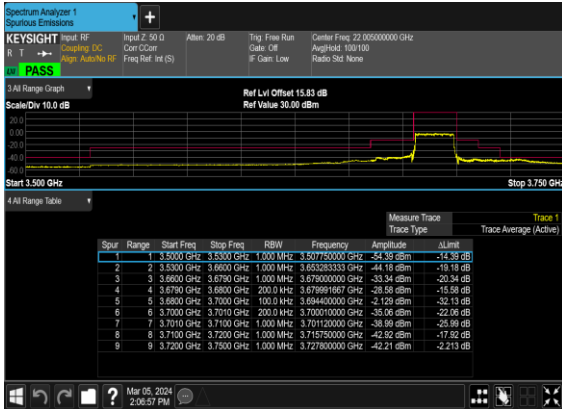 Spectrum Analyzer 1
Spurious Emissions
KEYSIGHT Input: RF Input Z: 50 Ω Atten: 20 dB Trig: Free Run Center Freq: 22.005000000 GHz
R T Coupling: DC Corr CCorr Gate: Off Avg|Hold: 100/100
Align: Auto/No RF Freq Ref: Int (S) IF Gain: Low Radio Std: None
PASS
3 All Range Graph
Ref Lvl Offset 15.83 dB
Scale/Div 10.0 dB Ref Value 30.00 dBm
20.0
0.00
-20.0
-40.0
-60.0
Start 3.500 GHz Stop 3.750 GHz
4 All Range Table
Measure Trace Trace 1
Trace Type Trace Average (Active)
Spur Range Start Freq Stop Freq RBW Frequency Amplitude ΔLimit
1 1 3.5000 GHz 3.5300 GHz 1.000 MHz 3.507750000 GHz -54.39 dBm -14.39 dB
2 2 3.5300 GHz 3.6600 GHz 1.000 MHz 3.653283333 GHz -44.18 dBm -19.18 dB
3 3 3.6600 GHz 3.6790 GHz 1.000 MHz 3.679000000 GHz -33.34 dBm -20.34 dB
4 4 3.6790 GHz 3.6800 GHz 200.0 kHz 3.679991667 GHz -28.58 dBm -15.58 dB
5 5 3.6800 GHz 3.7000 GHz 100.0 kHz 3.694400000 GHz -2.129 dBm -32.13 dB
6 6 3.7000 GHz 3.7010 GHz 200.0 kHz 3.700010000 GHz -35.06 dBm -22.06 dB
7 7 3.7010 GHz 3.7100 GHz 1.000 MHz 3.701120000 GHz -38.99 dBm -25.99 dB
8 8 3.7100 GHz 3.7200 GHz 1.000 MHz 3.715750000 GHz -42.92 dBm -17.92 dB
9 9 3.7200 GHz 3.7500 GHz 1.000 MHz 3.727800000 GHz -42.21 dBm -2.213 dB
Mar 05, 2024
2:06:57 PM